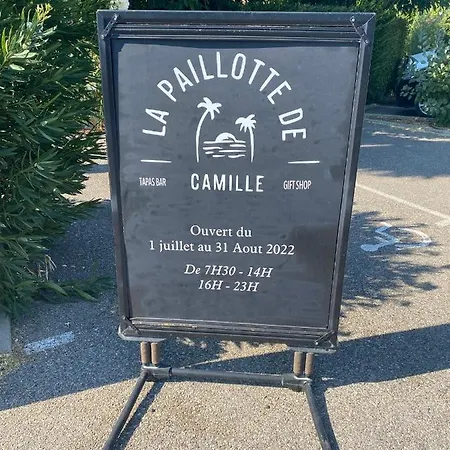 LA PAILLOTTE DE
CAMILLE
TAPAS BAR
GIFT SHOP
Ouvert du
1 juillet au 31 Aout 2022
De 7H30 - 14H
16H - 23H